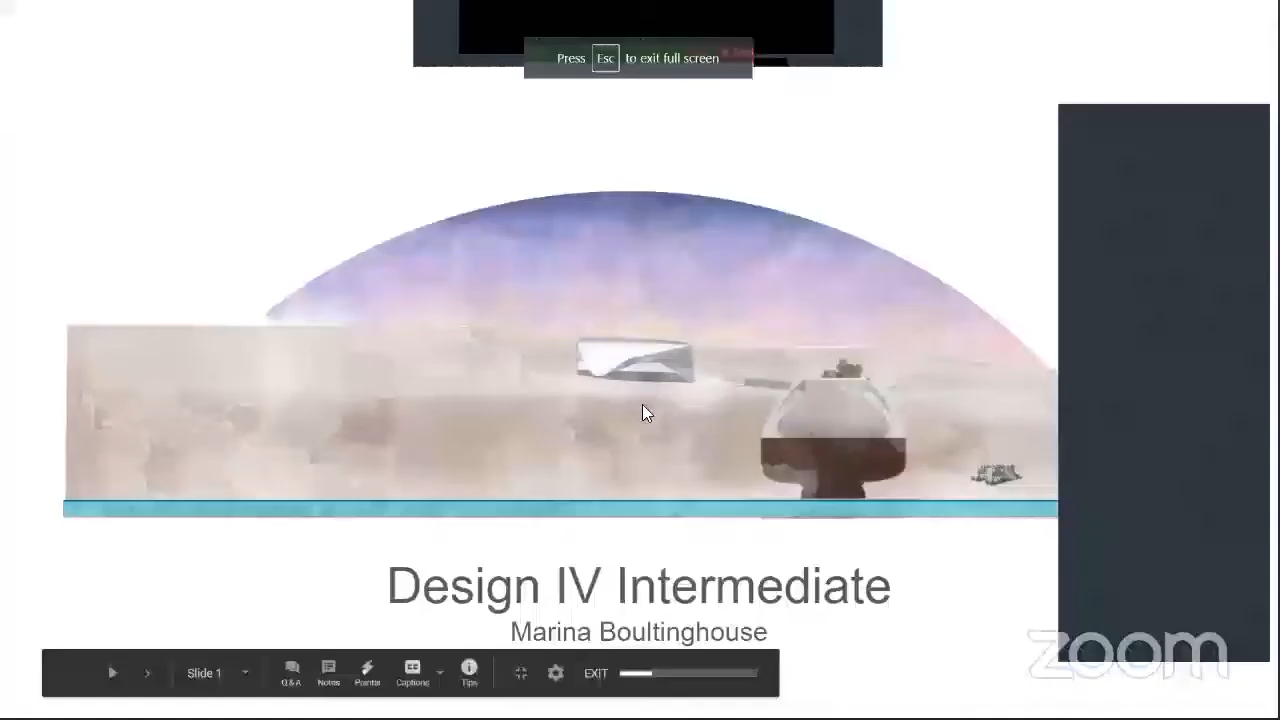 Press Esc to exit full screen
Design IV Intermediate
Marina Boultinghouse
Slide 1
Q&A Notes Pointer Captions Tips
EXIT
zoom